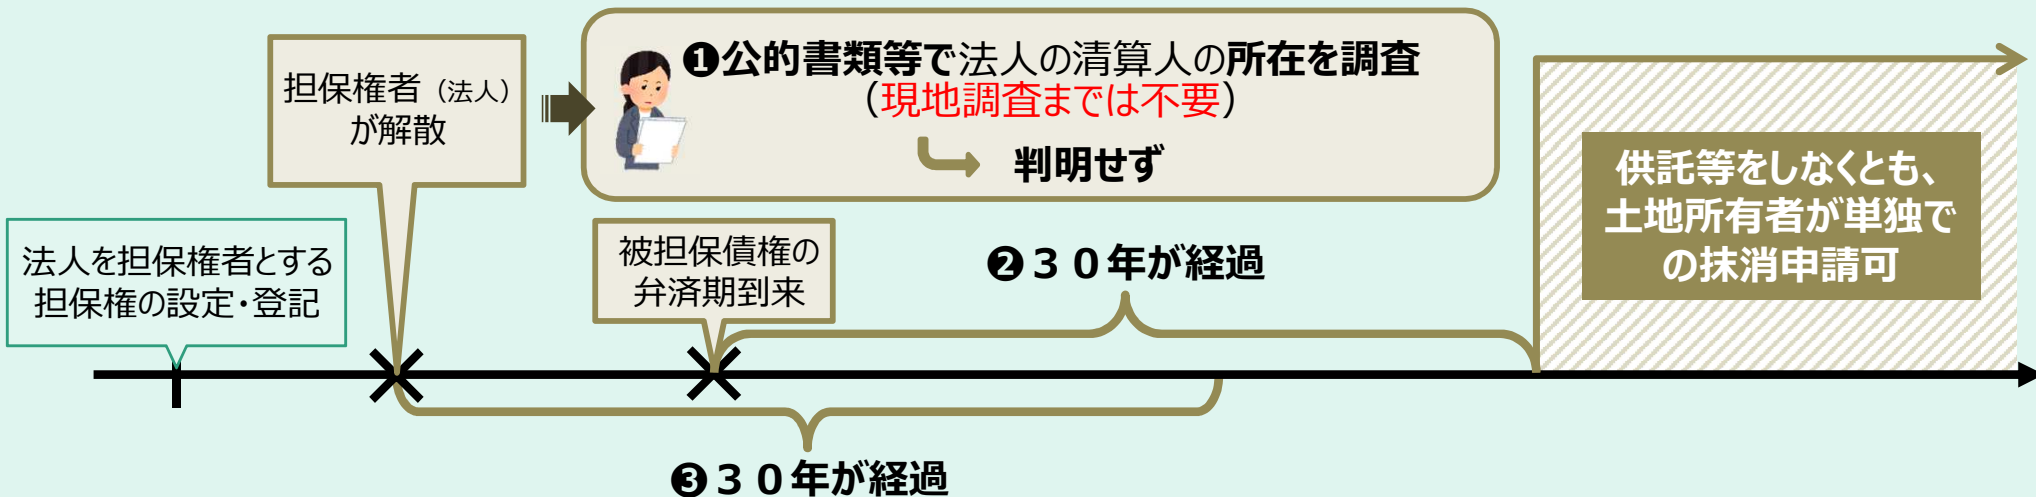 担保権者（法人）
が解散
❶公的書類等で法人の清算人の所在を調査
（現地調査までは不要）
判明せず
法人を担保権者とする
担保権の設定・登記
被担保債権の
弁済期到来
❷３０年が経過
供託等をしなくとも、
土地所有者が単独で
の抹消申請可
❸３０年が経過